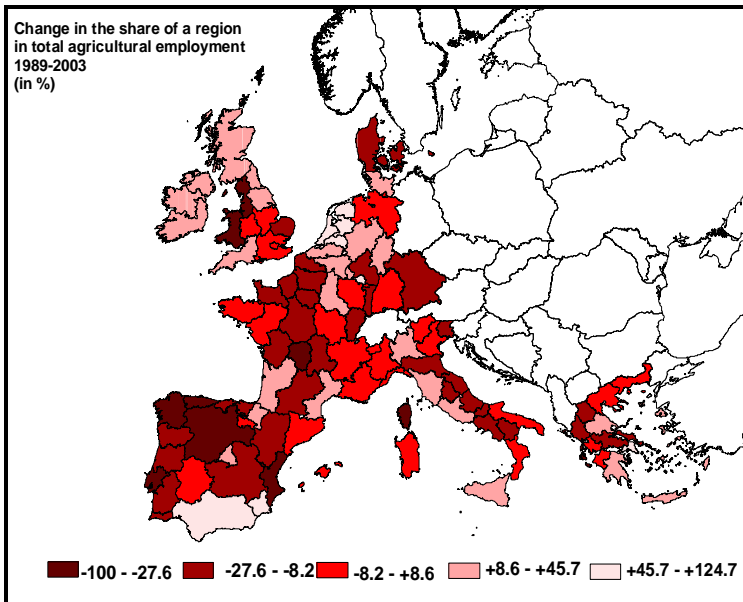 Change in the share of a region
in total agricultural employment
1989-2003
(in %)
-100 - -27.6 -27.6 - -8.2 -8.2 - +8.6 +8.6 - +45.7 +45.7 - +124.7